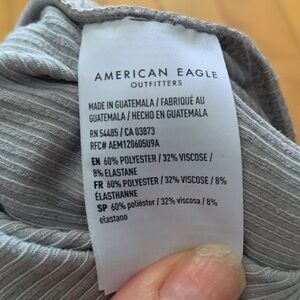 AMERICAN EAGLE
OUTFITTERS
MADE IN GUATEMALA / FABRIQUÉ AU
GUATEMALA / HECHO EN GUATEMALA
RN 54485 / CA 03873
RFC# AEM120605U9A
EN 60% POLYESTER / 32% VISCOSE /
8% ELASTANE
FR 60% POLYESTER / 32% VISCOSE / 8%
ÉLASTHANNE
SP 60% poliéster / 32% viscosa / 8%
elastano